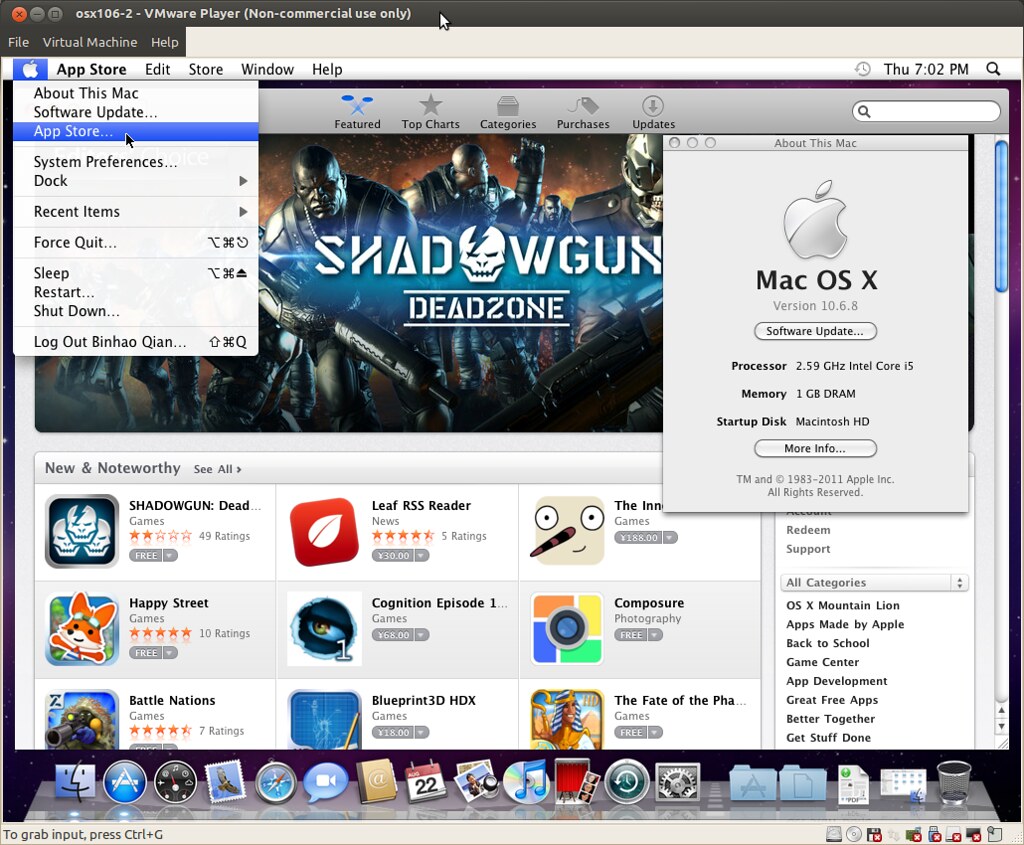 osx106-2 - VMware Player (Non-commercial use only)
File Virtual Machine Help
App Store Edit Store Window Help Thu 7:02 PM
About This Mac
Software Update...
App Store...
System Preferences...
Dock
Recent Items
Force Quit... ⌥⌘⎋
Sleep ⌥⌘⏏
Restart...
Shut Down...
Log Out Binhao Qian... ⇧⌘Q
Featured Top Charts Categories Purchases Updates
Choice
SHADOWGUN
DEADZONE
About This Mac
Mac OS X
Version 10.6.8
Software Update...
Processor 2.59 GHz Intel Core i5
Memory 1 GB DRAM
Startup Disk Macintosh HD
More Info...
TM and © 1983-2011 Apple Inc.
All Rights Reserved.
New & Noteworthy See All ›
SHADOWGUN: Dead...
Games
49 Ratings
FREE
Leaf RSS Reader
News
5 Ratings
¥30.00
The Inn
Games
¥188.00
Happy Street
Games
10 Ratings
FREE
Cognition Episode 1...
Games
¥68.00
1
Composure
Photography
FREE
Battle Nations
Games
7 Ratings
FREE
Blueprint3D HDX
Games
¥18.00
The Fate of the Pha...
Games
FREE
HD
Account
Redeem
Support
All Categories
OS X Mountain Lion
Apps Made by Apple
Back to School
Game Center
App Development
Great Free Apps
Better Together
Get Stuff Done
AUG
22
PDF
To grab input, press Ctrl+G